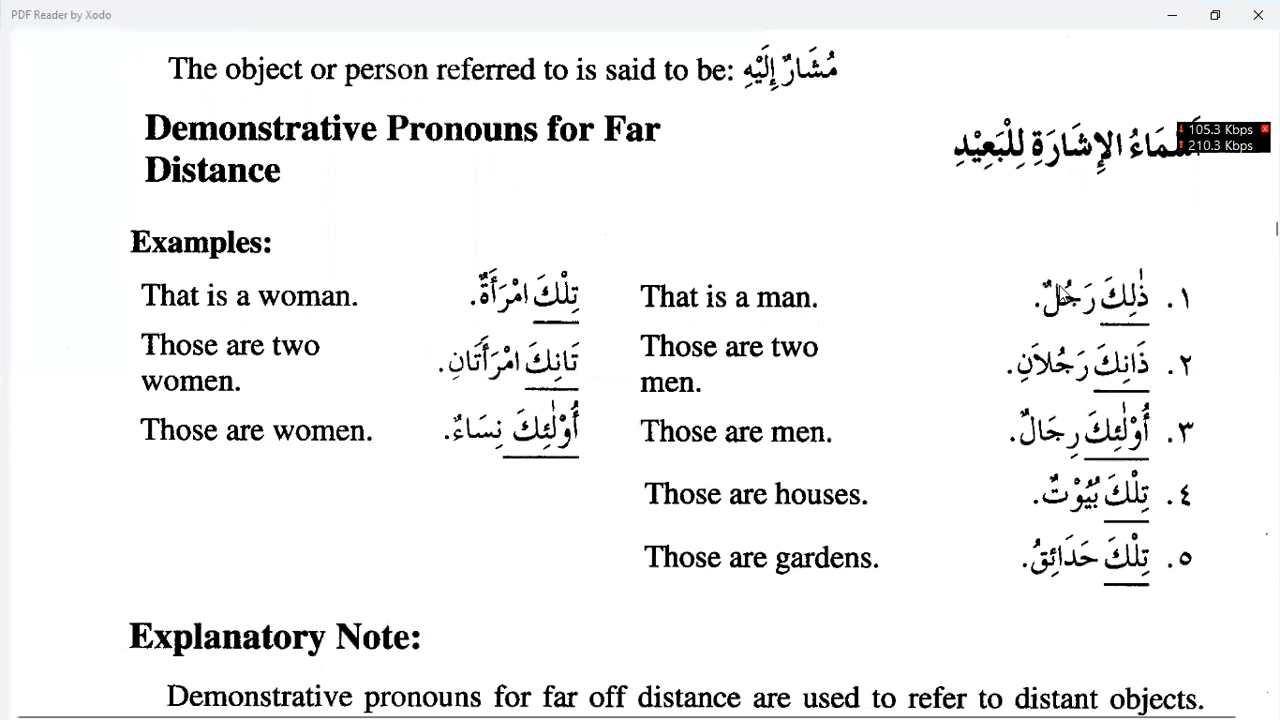 PDF Reader by Xodo
The object or person referred to is said to be: مُشَارٌ إِلَيْهِ
Demonstrative Pronouns for Far
Distance
الإِشَارَةِ لِلْبَعِيْدِ
105.3 Kbps
210.3 Kbps
Examples:
١. ذٰلِكَ رَجُلٌ. That is a man. تِلْكَ امْرَأَةٌ. That is a woman.
٢. ذَانِكَ رَجُلاَنِ. Those are two men. تَانِكَ امْرَأَتَانِ. Those are two women.
٣. أُوْلٰئِكَ رِجَالٌ. Those are men. أُوْلٰئِكَ نِسَاءٌ. Those are women.
٤. تِلْكَ بُيُوْتٌ. Those are houses.
٥. تِلْكَ حَدَائِقُ. Those are gardens.
Explanatory Note:
Demonstrative pronouns for far off distance are used to refer to distant objects.